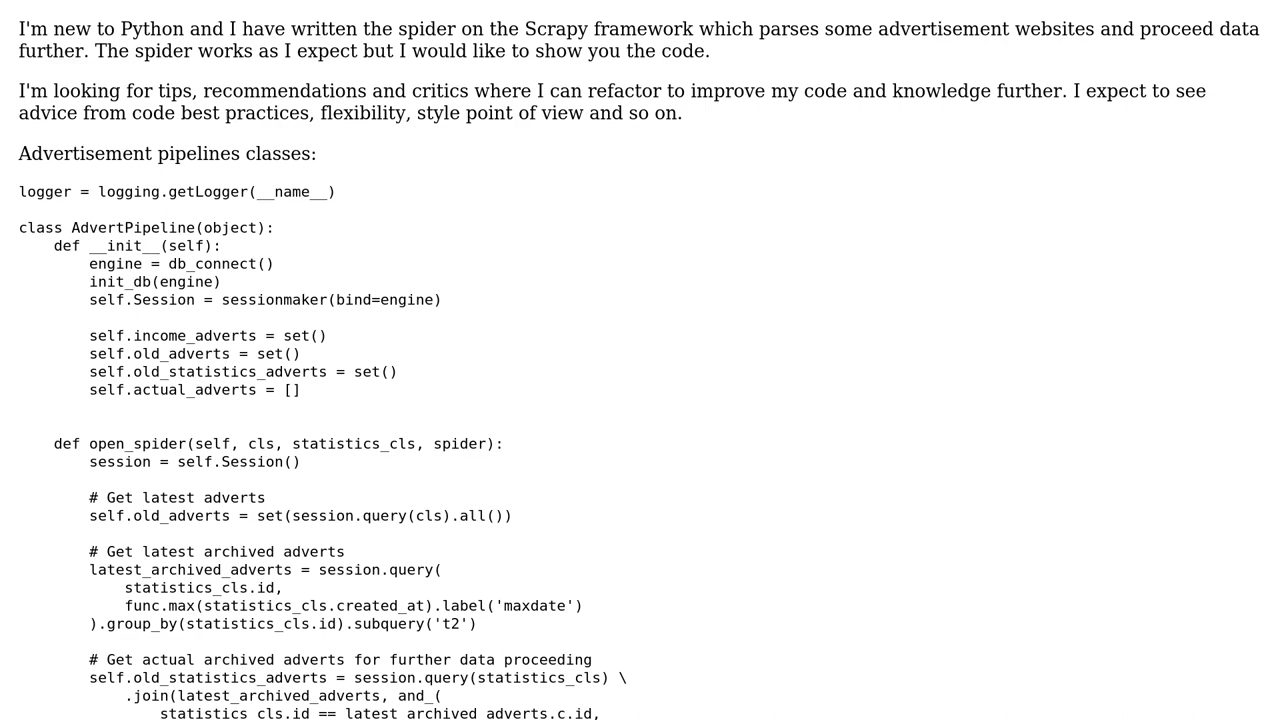 I'm new to Python and I have written the spider on the Scrapy framework which parses some advertisement websites and proceed data
further. The spider works as I expect but I would like to show you the code.
I'm looking for tips, recommendations and critics where I can refactor to improve my code and knowledge further. I expect to see
advice from code best practices, flexibility, style point of view and so on.
Advertisement pipelines classes:
logger = logging.getLogger(__name__)
class AdvertPipeline(object):
    def __init__(self):
        engine = db_connect()
        init_db(engine)
        self.Session = sessionmaker(bind=engine)
        self.income_adverts = set()
        self.old_adverts = set()
        self.old_statistics_adverts = set()
        self.actual_adverts = []
    def open_spider(self, cls, statistics_cls, spider):
        session = self.Session()
        # Get latest adverts
        self.old_adverts = set(session.query(cls).all())
        # Get latest archived adverts
        latest_archived_adverts = session.query(
            statistics_cls.id,
            func.max(statistics_cls.created_at).label('maxdate')
        ).group_by(statistics_cls.id).subquery('t2')
        # Get actual archived adverts for further data proceeding
        self.old_statistics_adverts = session.query(statistics_cls) \
            .join(latest_archived_adverts, and_(
                statistics_cls.id == latest_archived_adverts.c.id,